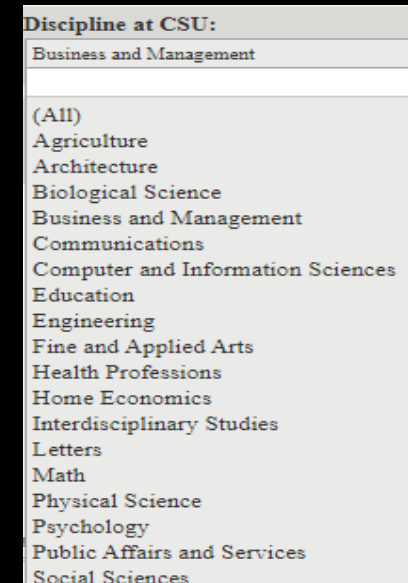 Discipline at CSU:
Business and Management
(All)
Agriculture
Architecture
Biological Science
Business and Management
Communications
Computer and Information Sciences
Education
Engineering
Fine and Applied Arts
Health Professions
Home Economics
Interdisciplinary Studies
Letters
Math
Physical Science
Psychology
Public Affairs and Services
Social Sciences